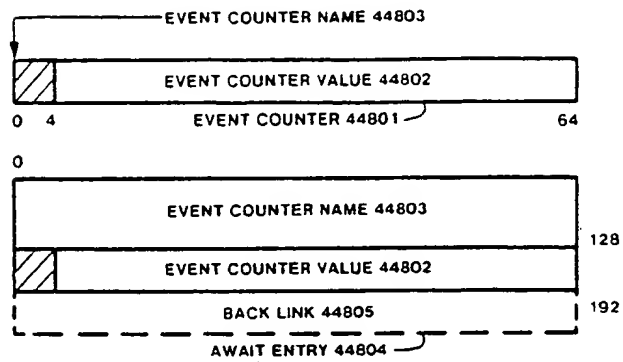 EVENT COUNTER NAME 44803
EVENT COUNTER VALUE 44802
0 4 EVENT COUNTER 44801 64
0
EVENT COUNTER NAME 44803
128
EVENT COUNTER VALUE 44802
BACK LINK 44805 192
AWAIT ENTRY 44804